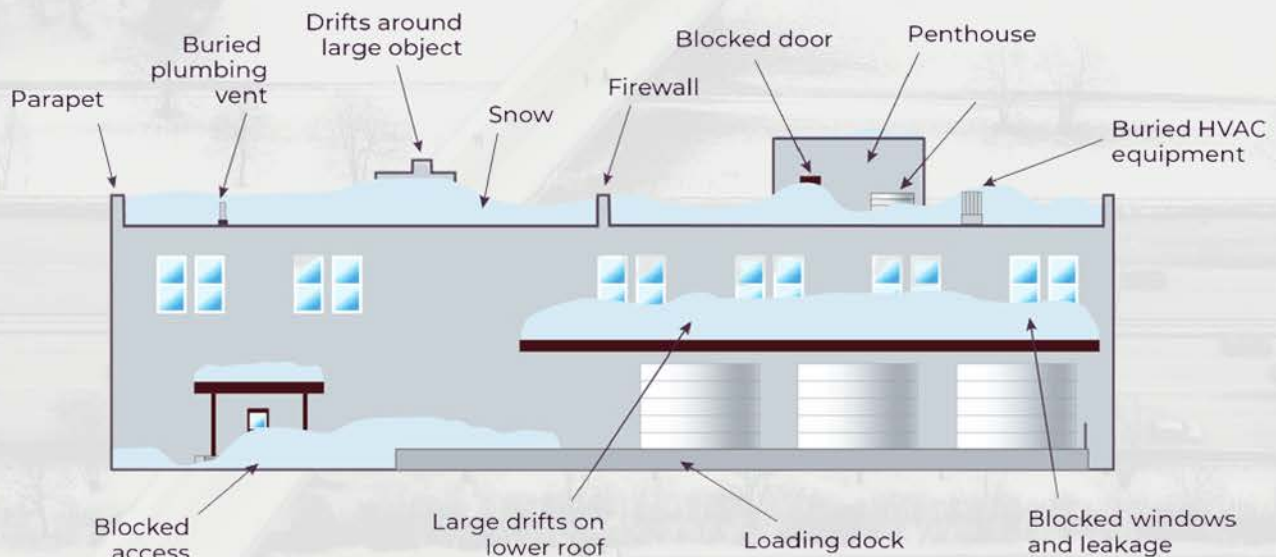 Drifts around
large object
Buried
plumbing
vent
Parapet
Snow
Firewall
Blocked door
Penthouse
Buried HVAC
equipment
Blocked
access
Large drifts on
lower roof
Loading dock
Blocked windows
and leakage